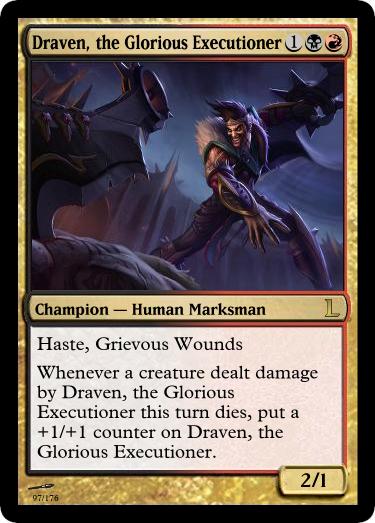 Draven, the Glorious Executioner 1
Champion — Human Marksman L
Haste, Grievous Wounds
Whenever a creature dealt damage
by Draven, the Glorious
Executioner this turn dies, put a
+1/+1 counter on Draven, the
Glorious Executioner.
2/1
97/176